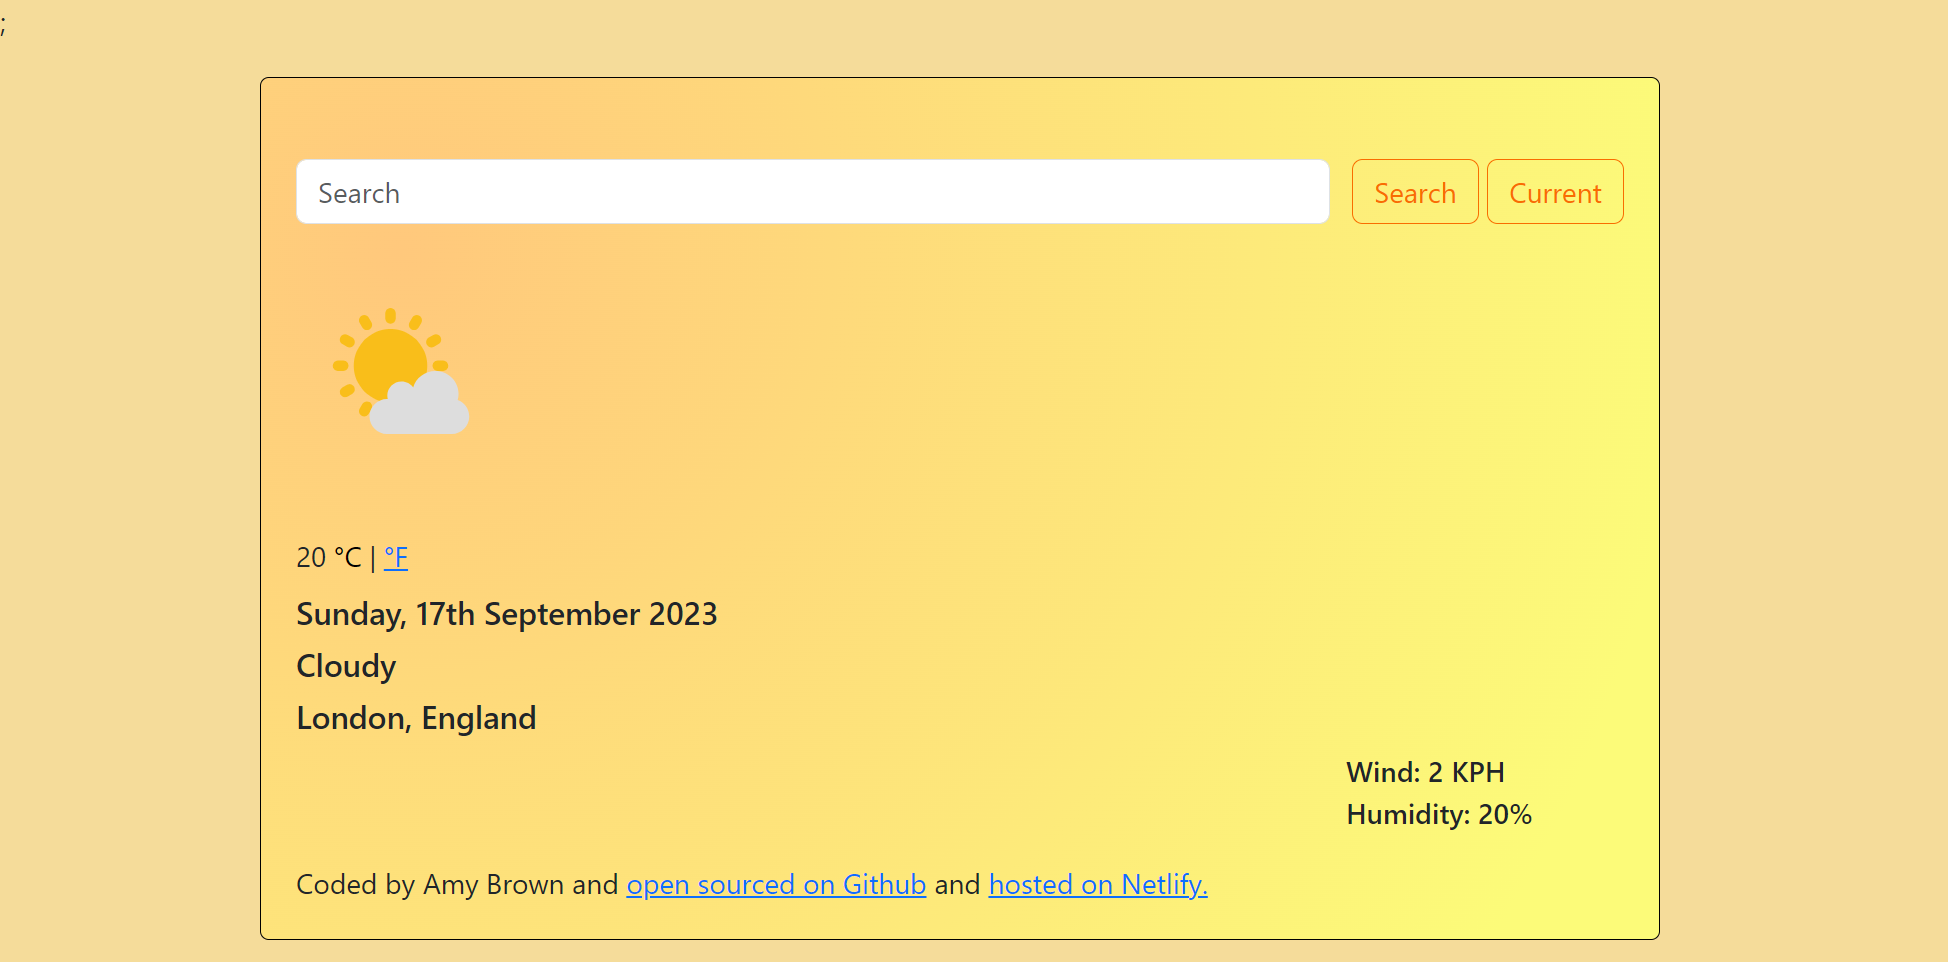 ;
Search Search Current
20 °C | °F
Sunday, 17th September 2023
Cloudy
London, England
Wind: 2 KPH
Humidity: 20%
Coded by Amy Brown and open sourced on Github and hosted on Netlify.